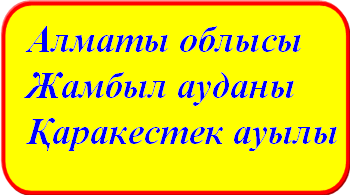 Алматы облысы
Жамбыл ауданы
Қаракестек ауылы